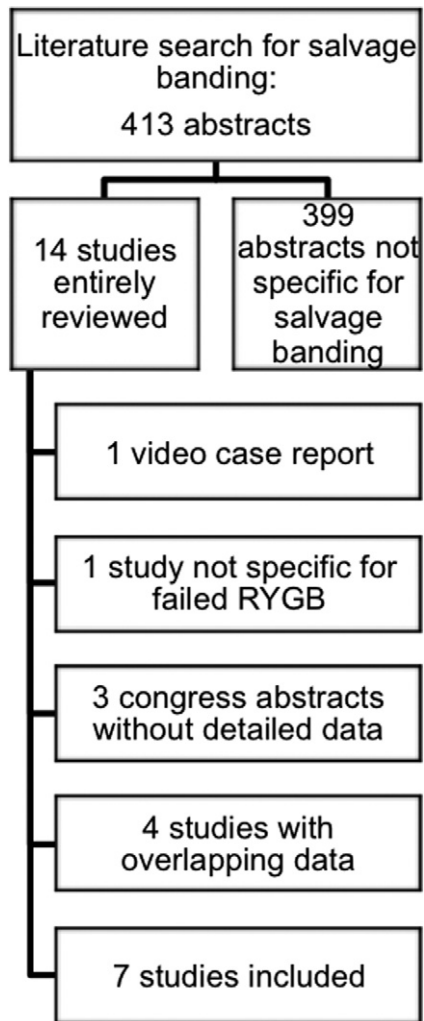 Literature search for salvage
banding:
413 abstracts
14 studies
entirely
reviewed
399
abstracts not
specific for
salvage
banding
1 video case report
1 study not specific for
failed RYGB
3 congress abstracts
without detailed data
4 studies with
overlapping data
7 studies included